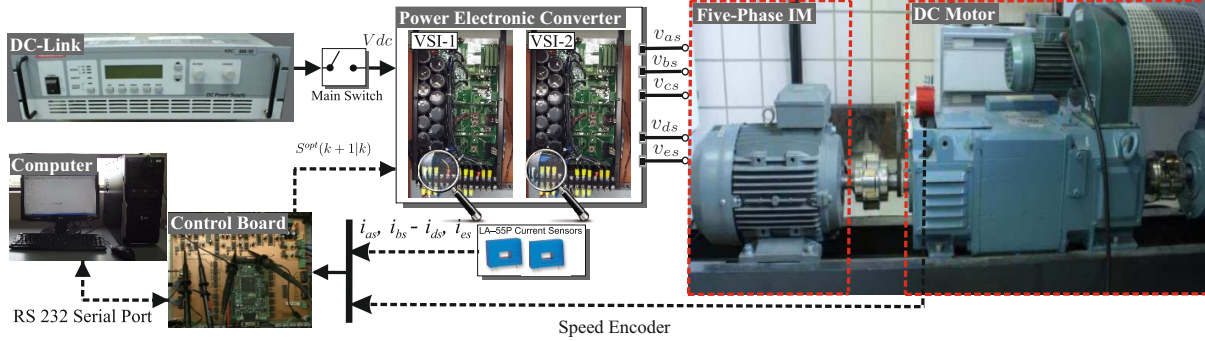 DC-Link
Main Switch
Vdc
Power Electronic Converter
VSI-1
VSI-2
v_as
v_bs
v_cs
v_ds
v_es
Five-Phase IM
DC Motor
Computer
S^opt(k+1|k)
Control Board
i_as, i_bs - i_ds, i_es
LA–55P Current Sensors
RS 232 Serial Port
Speed Encoder
DC Power Supply